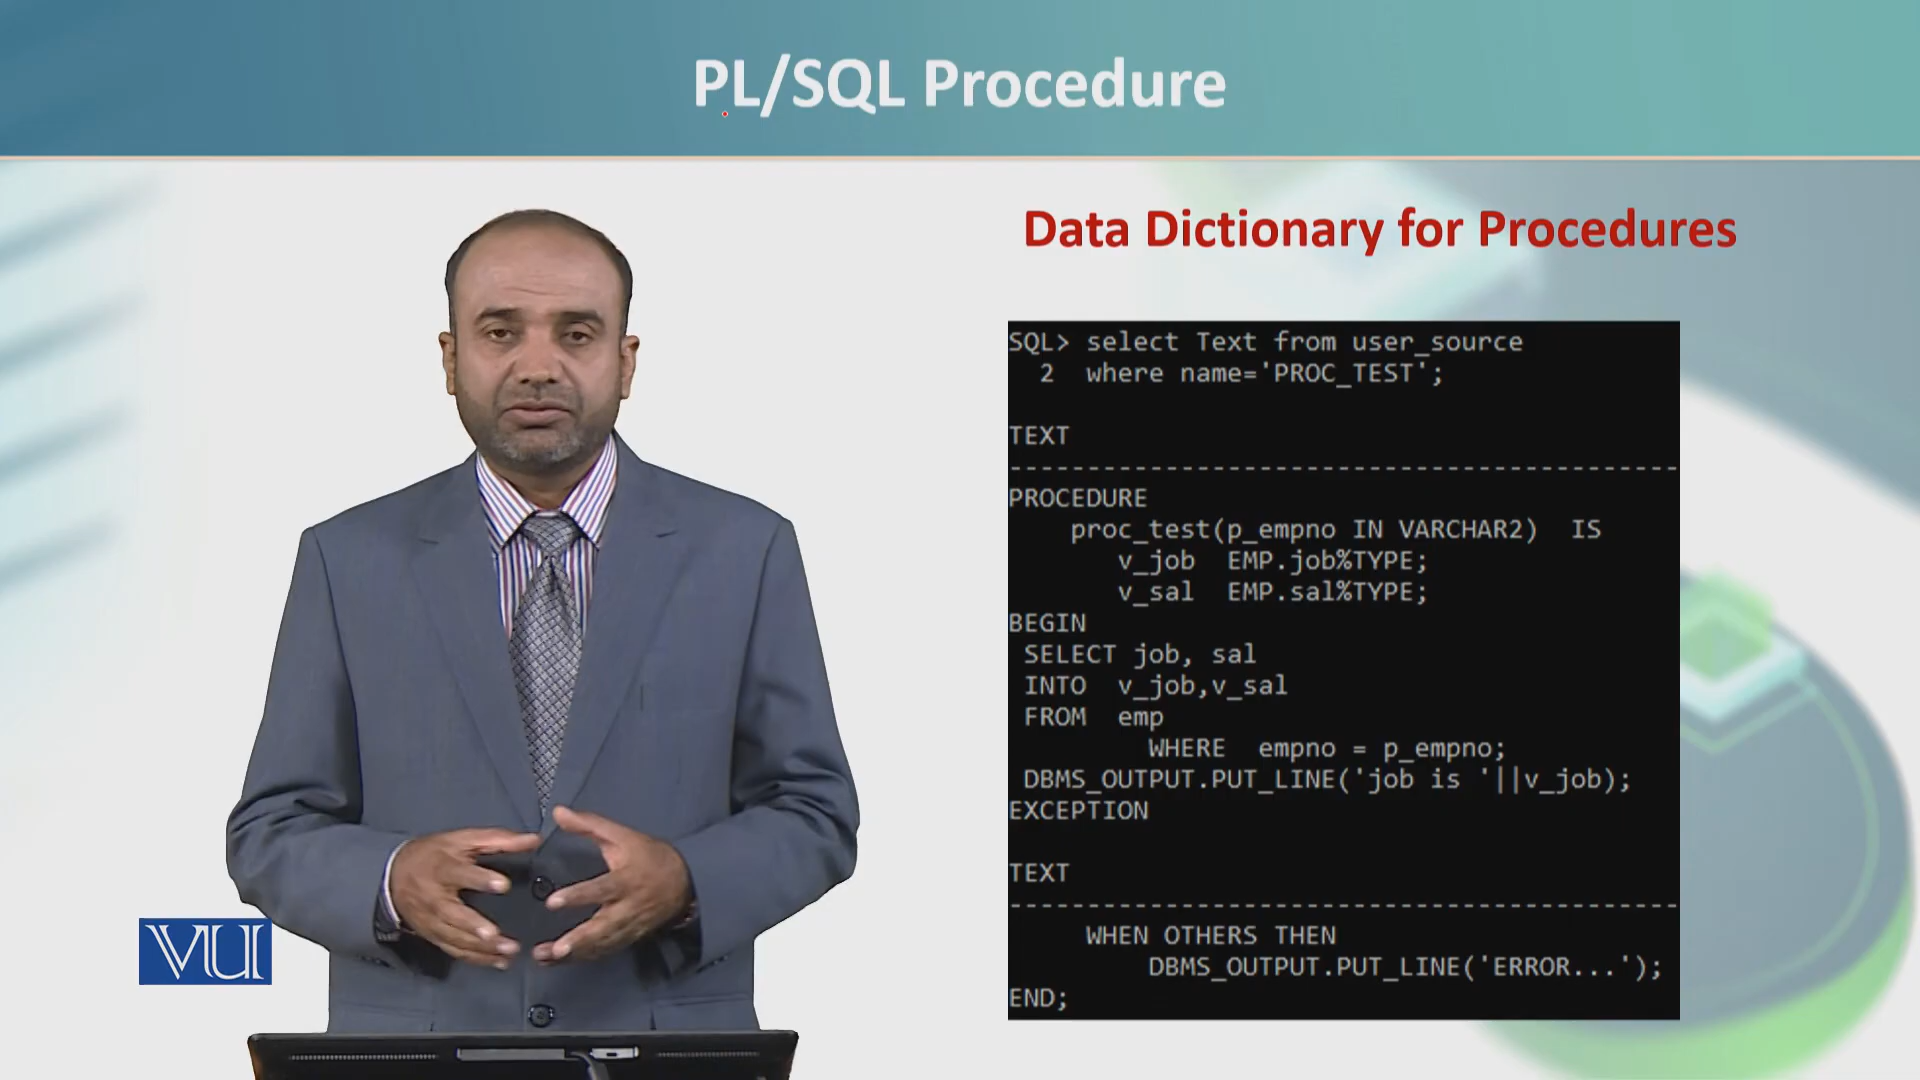 PL/SQL Procedure
Data Dictionary for Procedures
SQL> select Text from user_source
2 where name='PROC_TEST';
TEXT
-------------------------------------------
PROCEDURE
proc_test(p_empno IN VARCHAR2) IS
v_job EMP.job%TYPE;
v_sal EMP.sal%TYPE;
BEGIN
SELECT job, sal
INTO v_job,v_sal
FROM emp
WHERE empno = p_empno;
DBMS_OUTPUT.PUT_LINE('job is '||v_job);
EXCEPTION
TEXT
-------------------------------------------
WHEN OTHERS THEN
DBMS_OUTPUT.PUT_LINE('ERROR...');
END;
VU